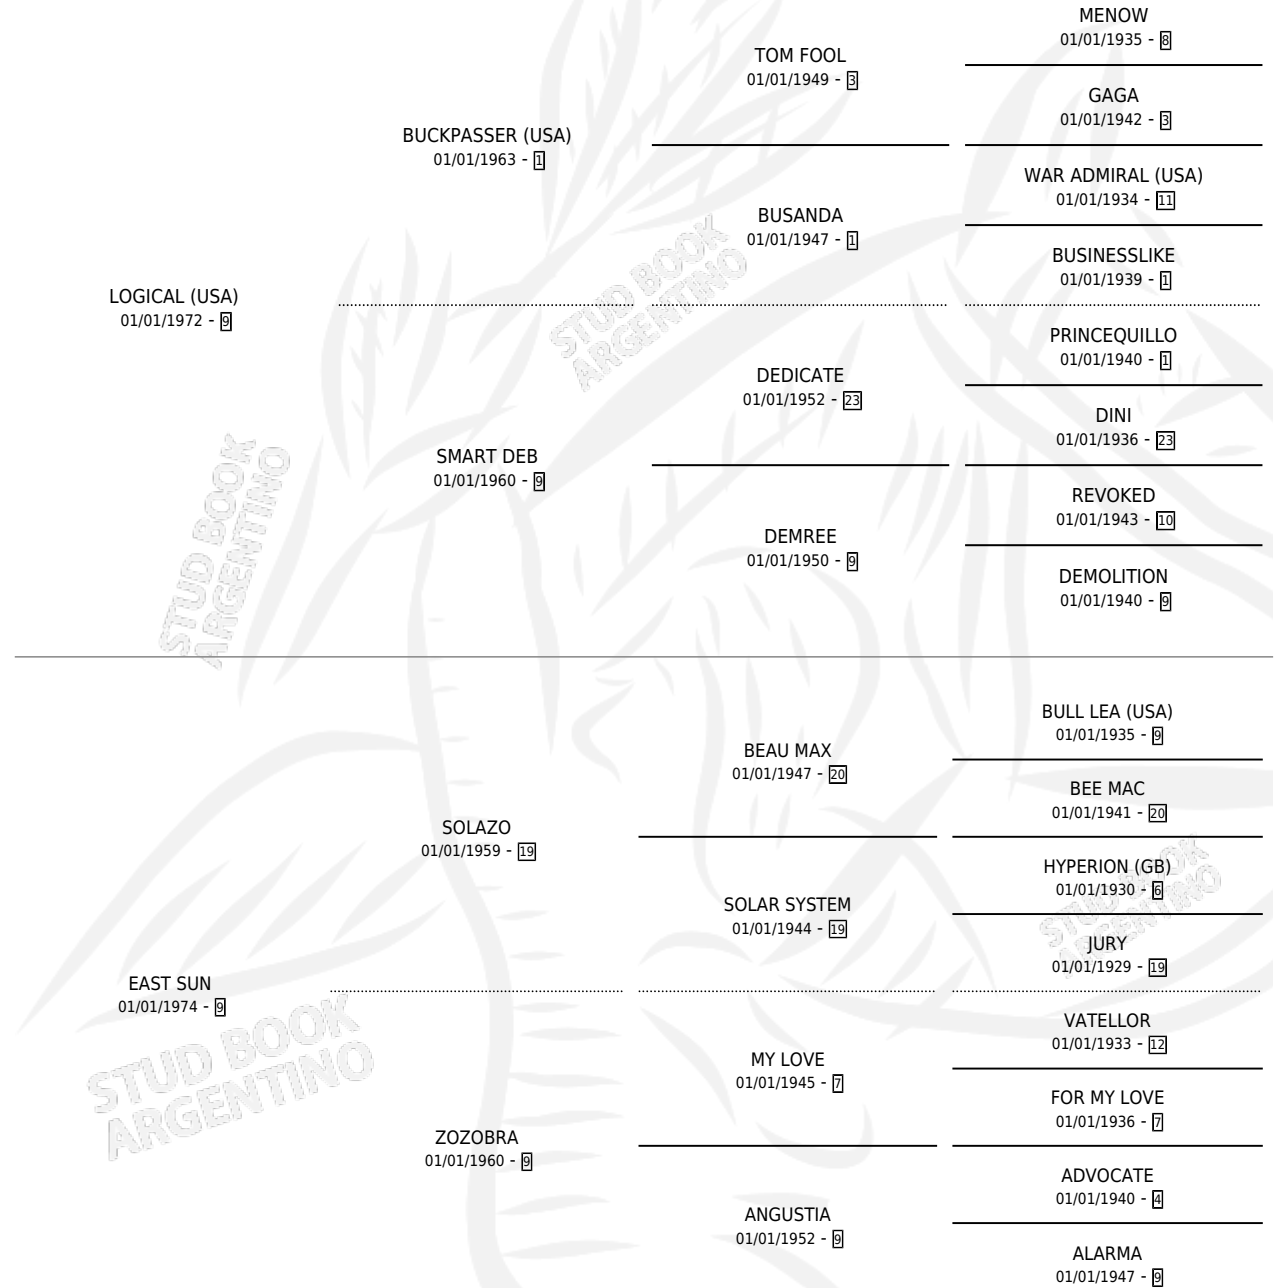 MENOW
01/01/1935 - 8
TOM FOOL
01/01/1949 - 3
GAGA
01/01/1942 - 3
BUCKPASSER (USA)
01/01/1963 - 1
WAR ADMIRAL (USA)
01/01/1934 - 11
BUSANDA
01/01/1947 - 1
BUSINESSLIKE
01/01/1939 - 1
LOGICAL (USA)
01/01/1972 - 9
PRINCEQUILLO
01/01/1940 - 1
DEDICATE
01/01/1952 - 23
DINI
01/01/1936 - 23
SMART DEB
01/01/1960 - 9
REVOKED
01/01/1943 - 10
DEMREE
01/01/1950 - 9
DEMOLITION
01/01/1940 - 9
BULL LEA (USA)
01/01/1935 - 9
BEAU MAX
01/01/1947 - 20
BEE MAC
01/01/1941 - 20
SOLAZO
01/01/1959 - 19
HYPERION (GB)
01/01/1930 - 6
SOLAR SYSTEM
01/01/1944 - 19
JURY
01/01/1929 - 19
EAST SUN
01/01/1974 - 9
VATELLOR
01/01/1933 - 12
MY LOVE
01/01/1945 - 7
FOR MY LOVE
01/01/1936 - 7
ZOZOBRA
01/01/1960 - 9
ADVOCATE
01/01/1940 - 4
ANGUSTIA
01/01/1952 - 9
ALARMA
01/01/1947 - 9
STUD BOOK
ARGENTINO
STUD BOOK
ARGENTINO
STUD BOOK
ARGENTINO
STUD BOOK
ARGENTINO